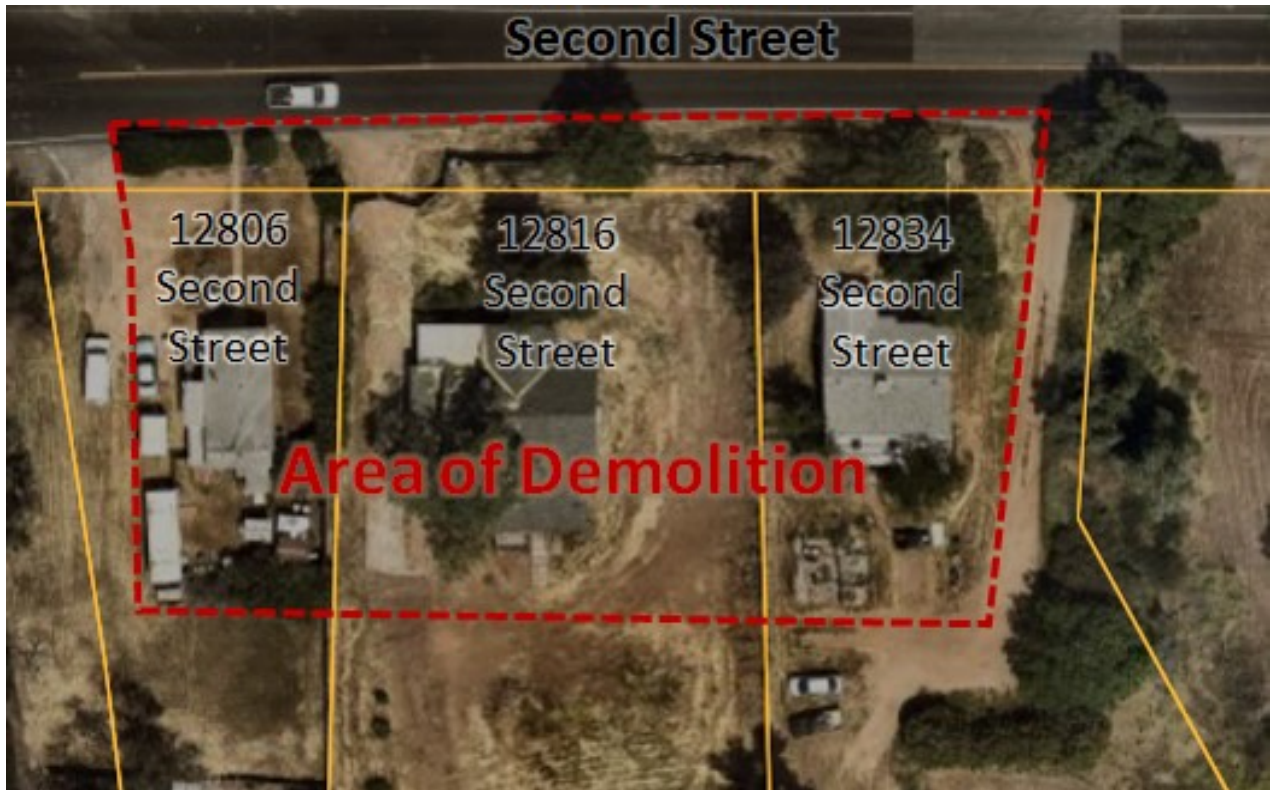 Second Street
12806
Second
Street
12816
Second
Street
12834
Second
Street
Area of Demolition